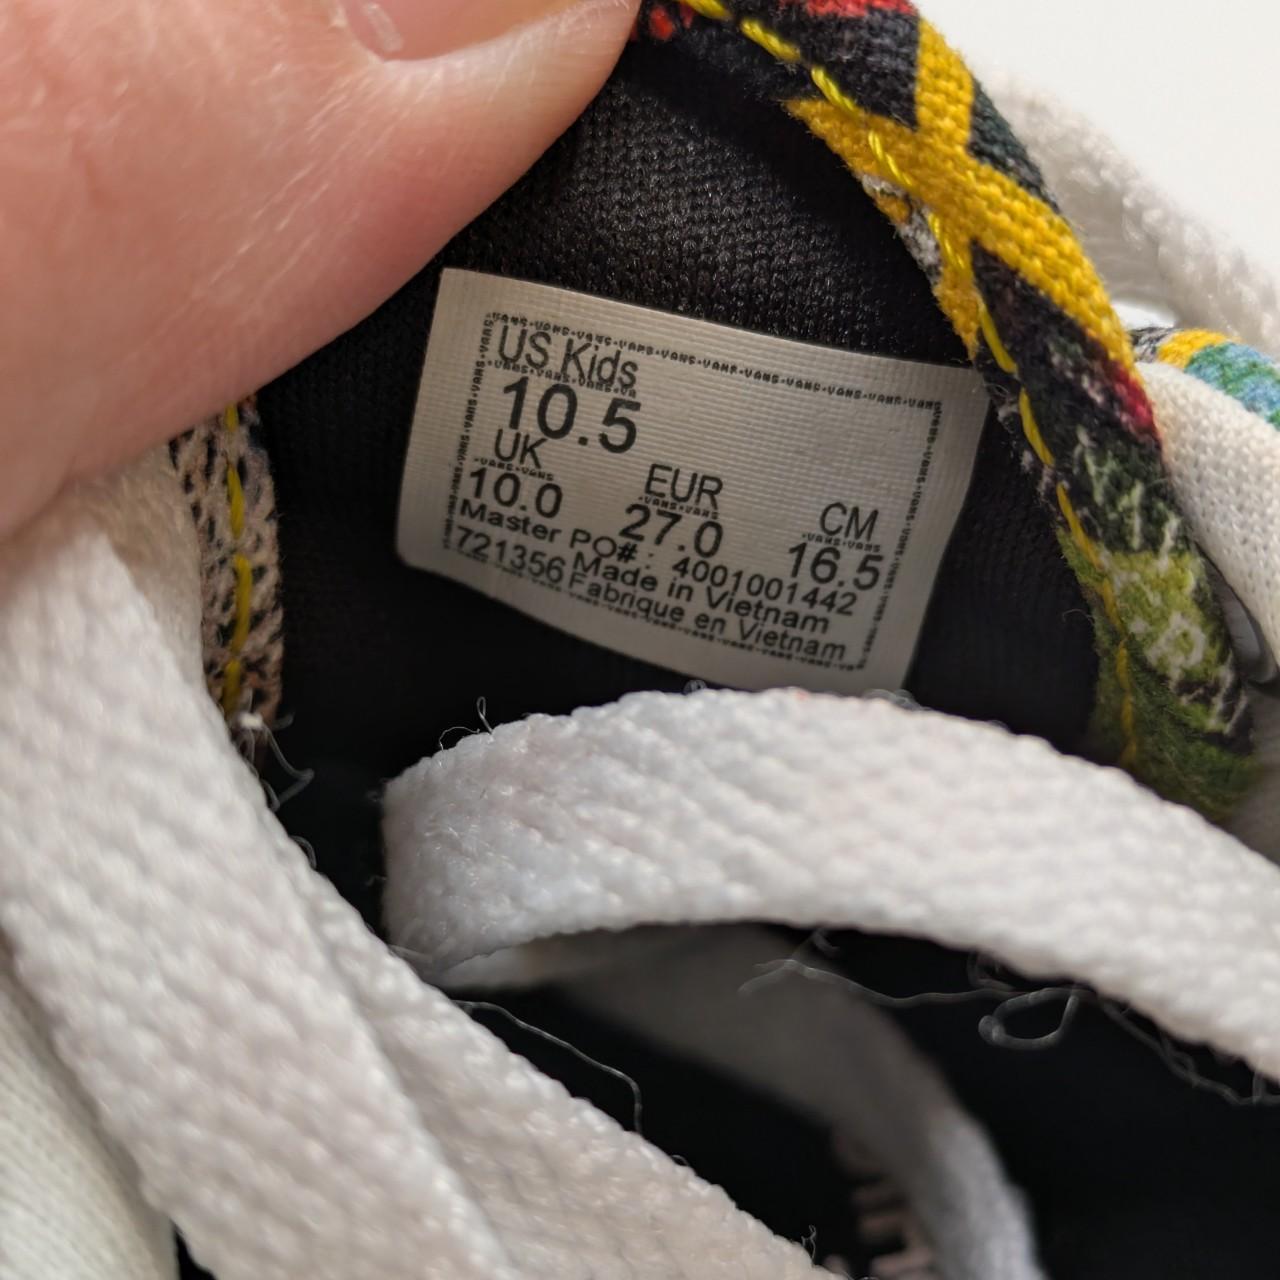 US Kids
10.5
UK EUR CM
10.0 27.0 16.5
Master PO#: 4001001442
721356 Made in Vietnam
Fabrique en Vietnam